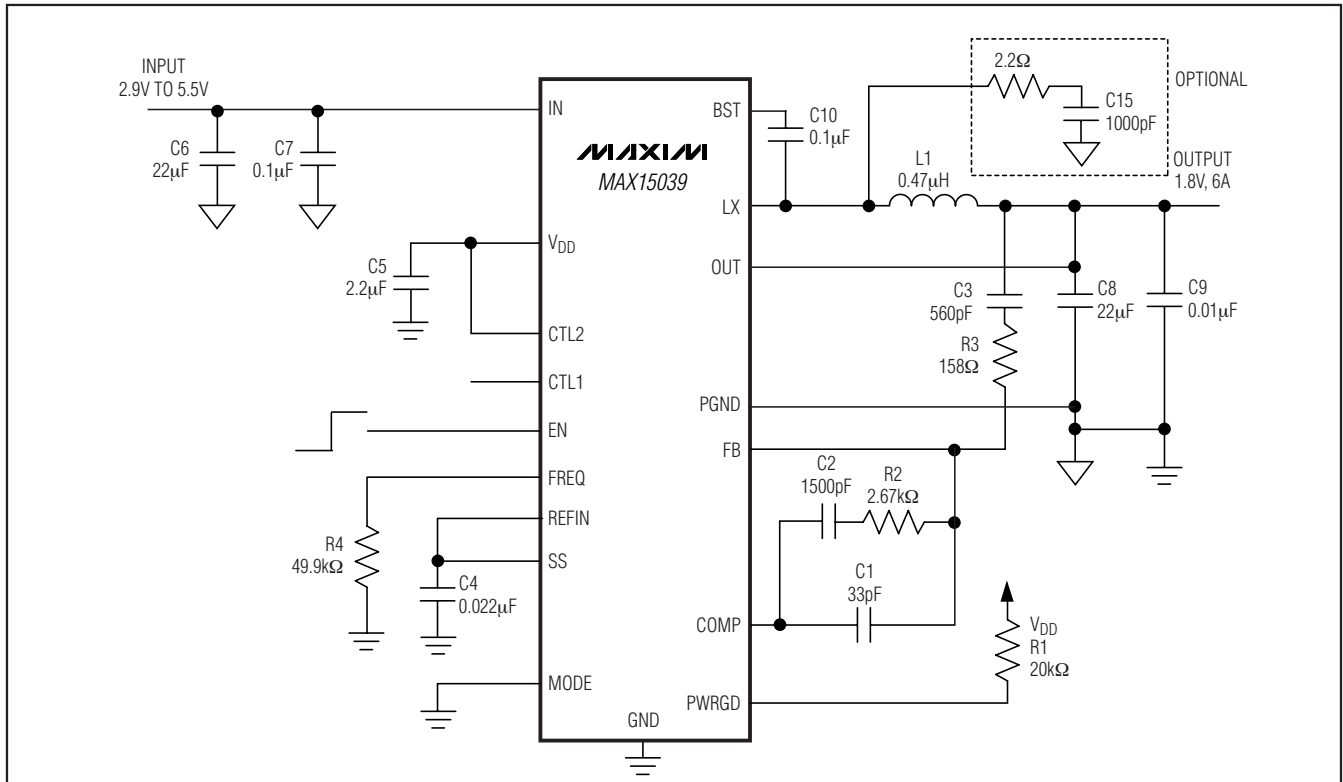 INPUT
2.9V TO 5.5V
C6
22µF
C7
0.1µF
IN
MAXIM
MAX15039
BST
C10
0.1µF
2.2Ω
C15
1000pF
OPTIONAL
OUTPUT
1.8V, 6A
L1
0.47µH
LX
VDD
C5
2.2µF
OUT
C3
560pF
C8
22µF
C9
0.01µF
CTL2
R3
158Ω
CTL1
PGND
EN
FB
FREQ
C2
1500pF
R2
2.67kΩ
REFIN
R4
49.9kΩ
SS
C4
0.022µF
C1
33pF
COMP
VDD
R1
20kΩ
MODE
PWRGD
GND